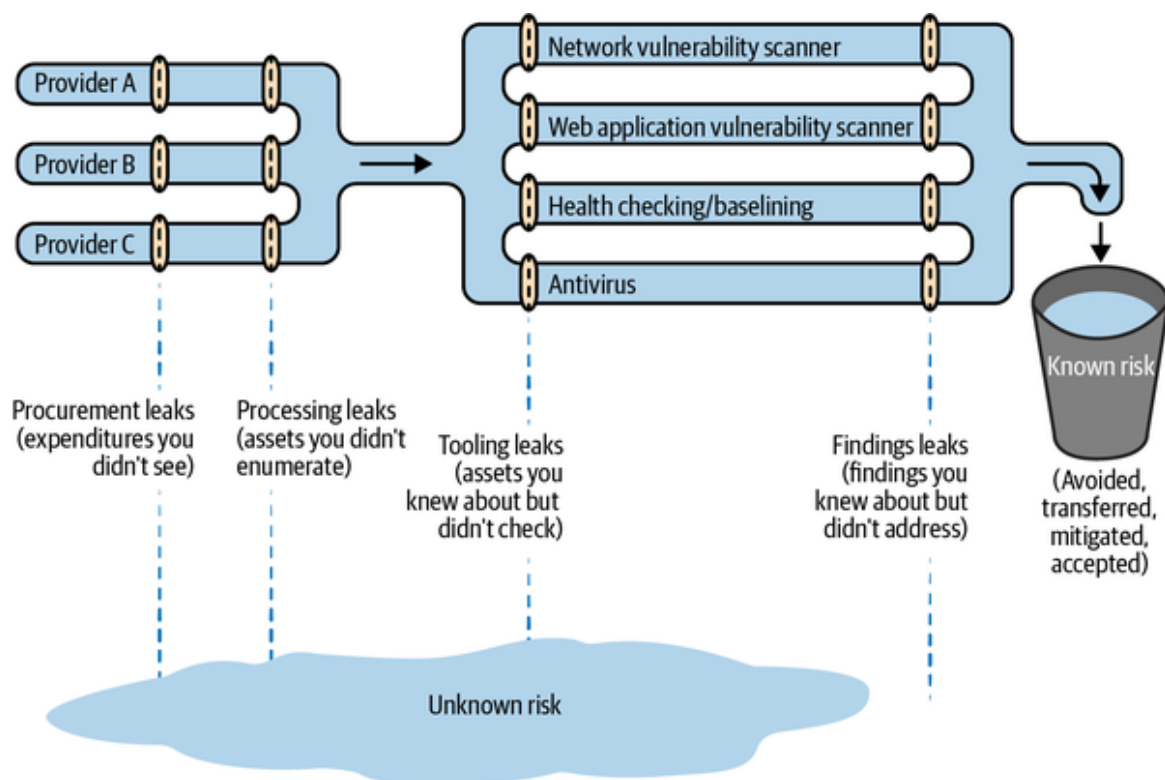 Provider A
Provider B
Provider C
Network vulnerability scanner
Web application vulnerability scanner
Health checking/baselining
Antivirus
Procurement leaks
(expenditures you
didn't see)
Processing leaks
(assets you didn't
enumerate)
Tooling leaks
(assets you
knew about but
didn't check)
Findings leaks
(findings you
knew about but
didn't address)
Known risk
(Avoided,
transferred,
mitigated,
accepted)
Unknown risk